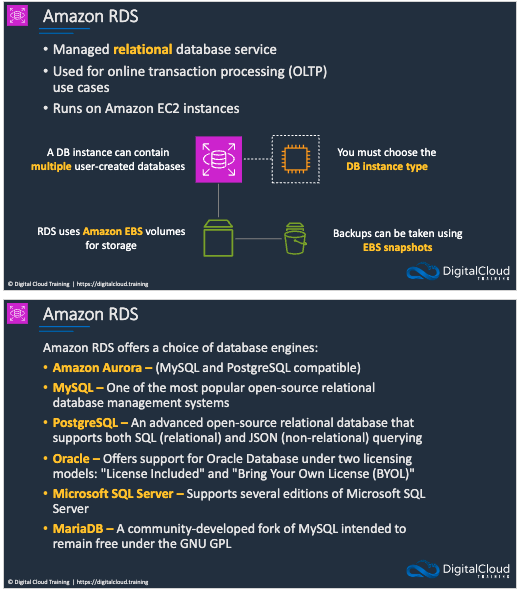 Amazon RDS
• Managed relational database service
• Used for online transaction processing (OLTP)
use cases
• Runs on Amazon EC2 instances
A DB instance can contain
multiple user-created databases
You must choose the
DB instance type
RDS uses Amazon EBS volumes
for storage
Backups can be taken using
EBS snapshots
© Digital Cloud Training | https://digitalcloud.training
DigitalCloud
TRAINING
Amazon RDS
Amazon RDS offers a choice of database engines:
• Amazon Aurora – (MySQL and PostgreSQL compatible)
• MySQL – One of the most popular open-source relational
database management systems
• PostgreSQL – An advanced open-source relational database that
supports both SQL (relational) and JSON (non-relational) querying
• Oracle – Offers support for Oracle Database under two licensing
models: "License Included" and "Bring Your Own License (BYOL)"
• Microsoft SQL Server – Supports several editions of Microsoft SQL
Server
• MariaDB – A community-developed fork of MySQL intended to
remain free under the GNU GPL
© Digital Cloud Training | https://digitalcloud.training
DigitalCloud
TRAINING